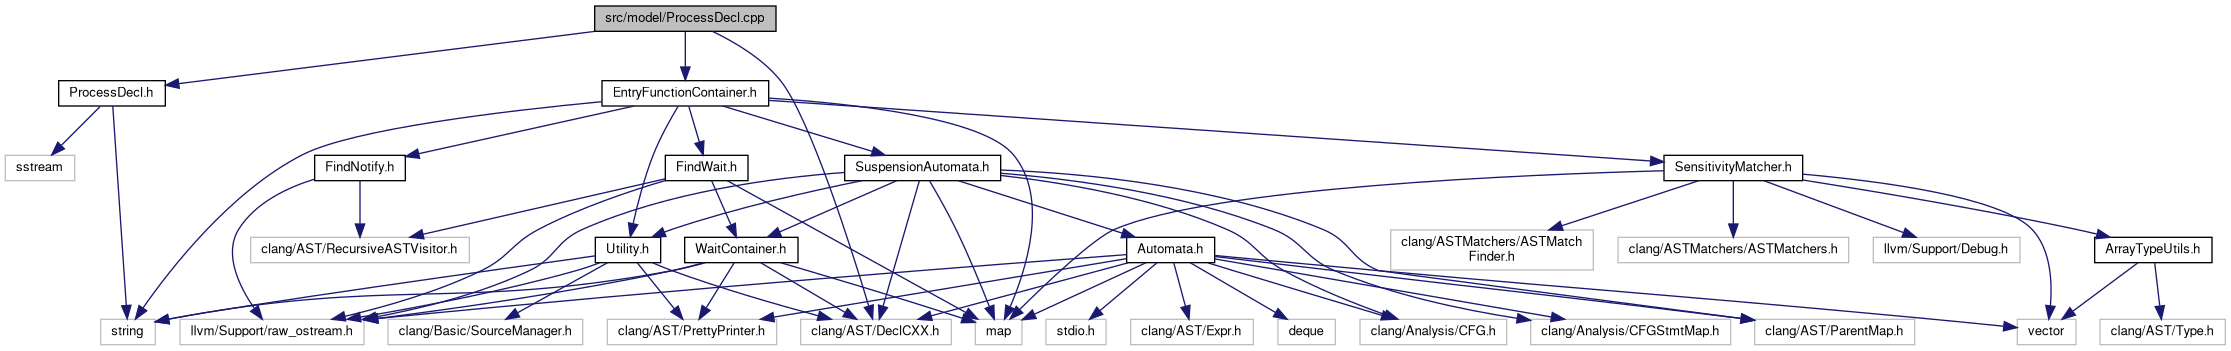 src/model/ProcessDecl.cpp
ProcessDecl.h
EntryFunctionContainer.h
sstream
FindNotify.h
FindWait.h
SuspensionAutomata.h
SensitivityMatcher.h
clang/AST/RecursiveASTVisitor.h
Utility.h
WaitContainer.h
Automata.h
clang/ASTMatchers/ASTMatch
Finder.h
clang/ASTMatchers/ASTMatchers.h
llvm/Support/Debug.h
ArrayTypeUtils.h
string
llvm/Support/raw_ostream.h
clang/Basic/SourceManager.h
clang/AST/PrettyPrinter.h
clang/AST/DeclCXX.h
map
stdio.h
clang/AST/Expr.h
deque
clang/Analysis/CFG.h
clang/Analysis/CFGStmtMap.h
clang/AST/ParentMap.h
vector
clang/AST/Type.h